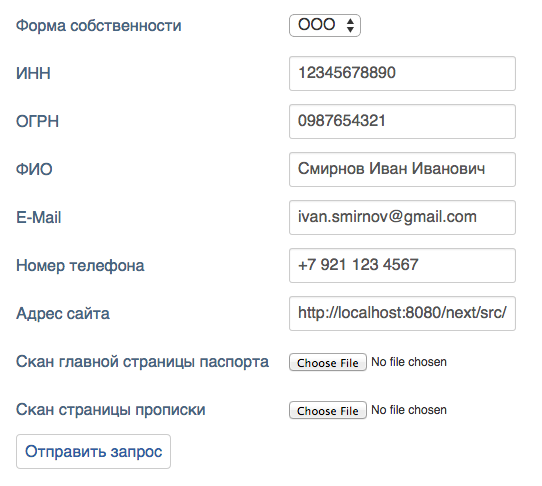 Форма собственности ООО
ИНН 12345678890
ОГРН 0987654321
ФИО Смирнов Иван Иванович
E-Mail ivan.smirnov@gmail.com
Номер телефона +7 921 123 4567
Адрес сайта http://localhost:8080/next/src/
Скан главной страницы паспорта Choose File No file chosen
Скан страницы прописки Choose File No file chosen
Отправить запрос